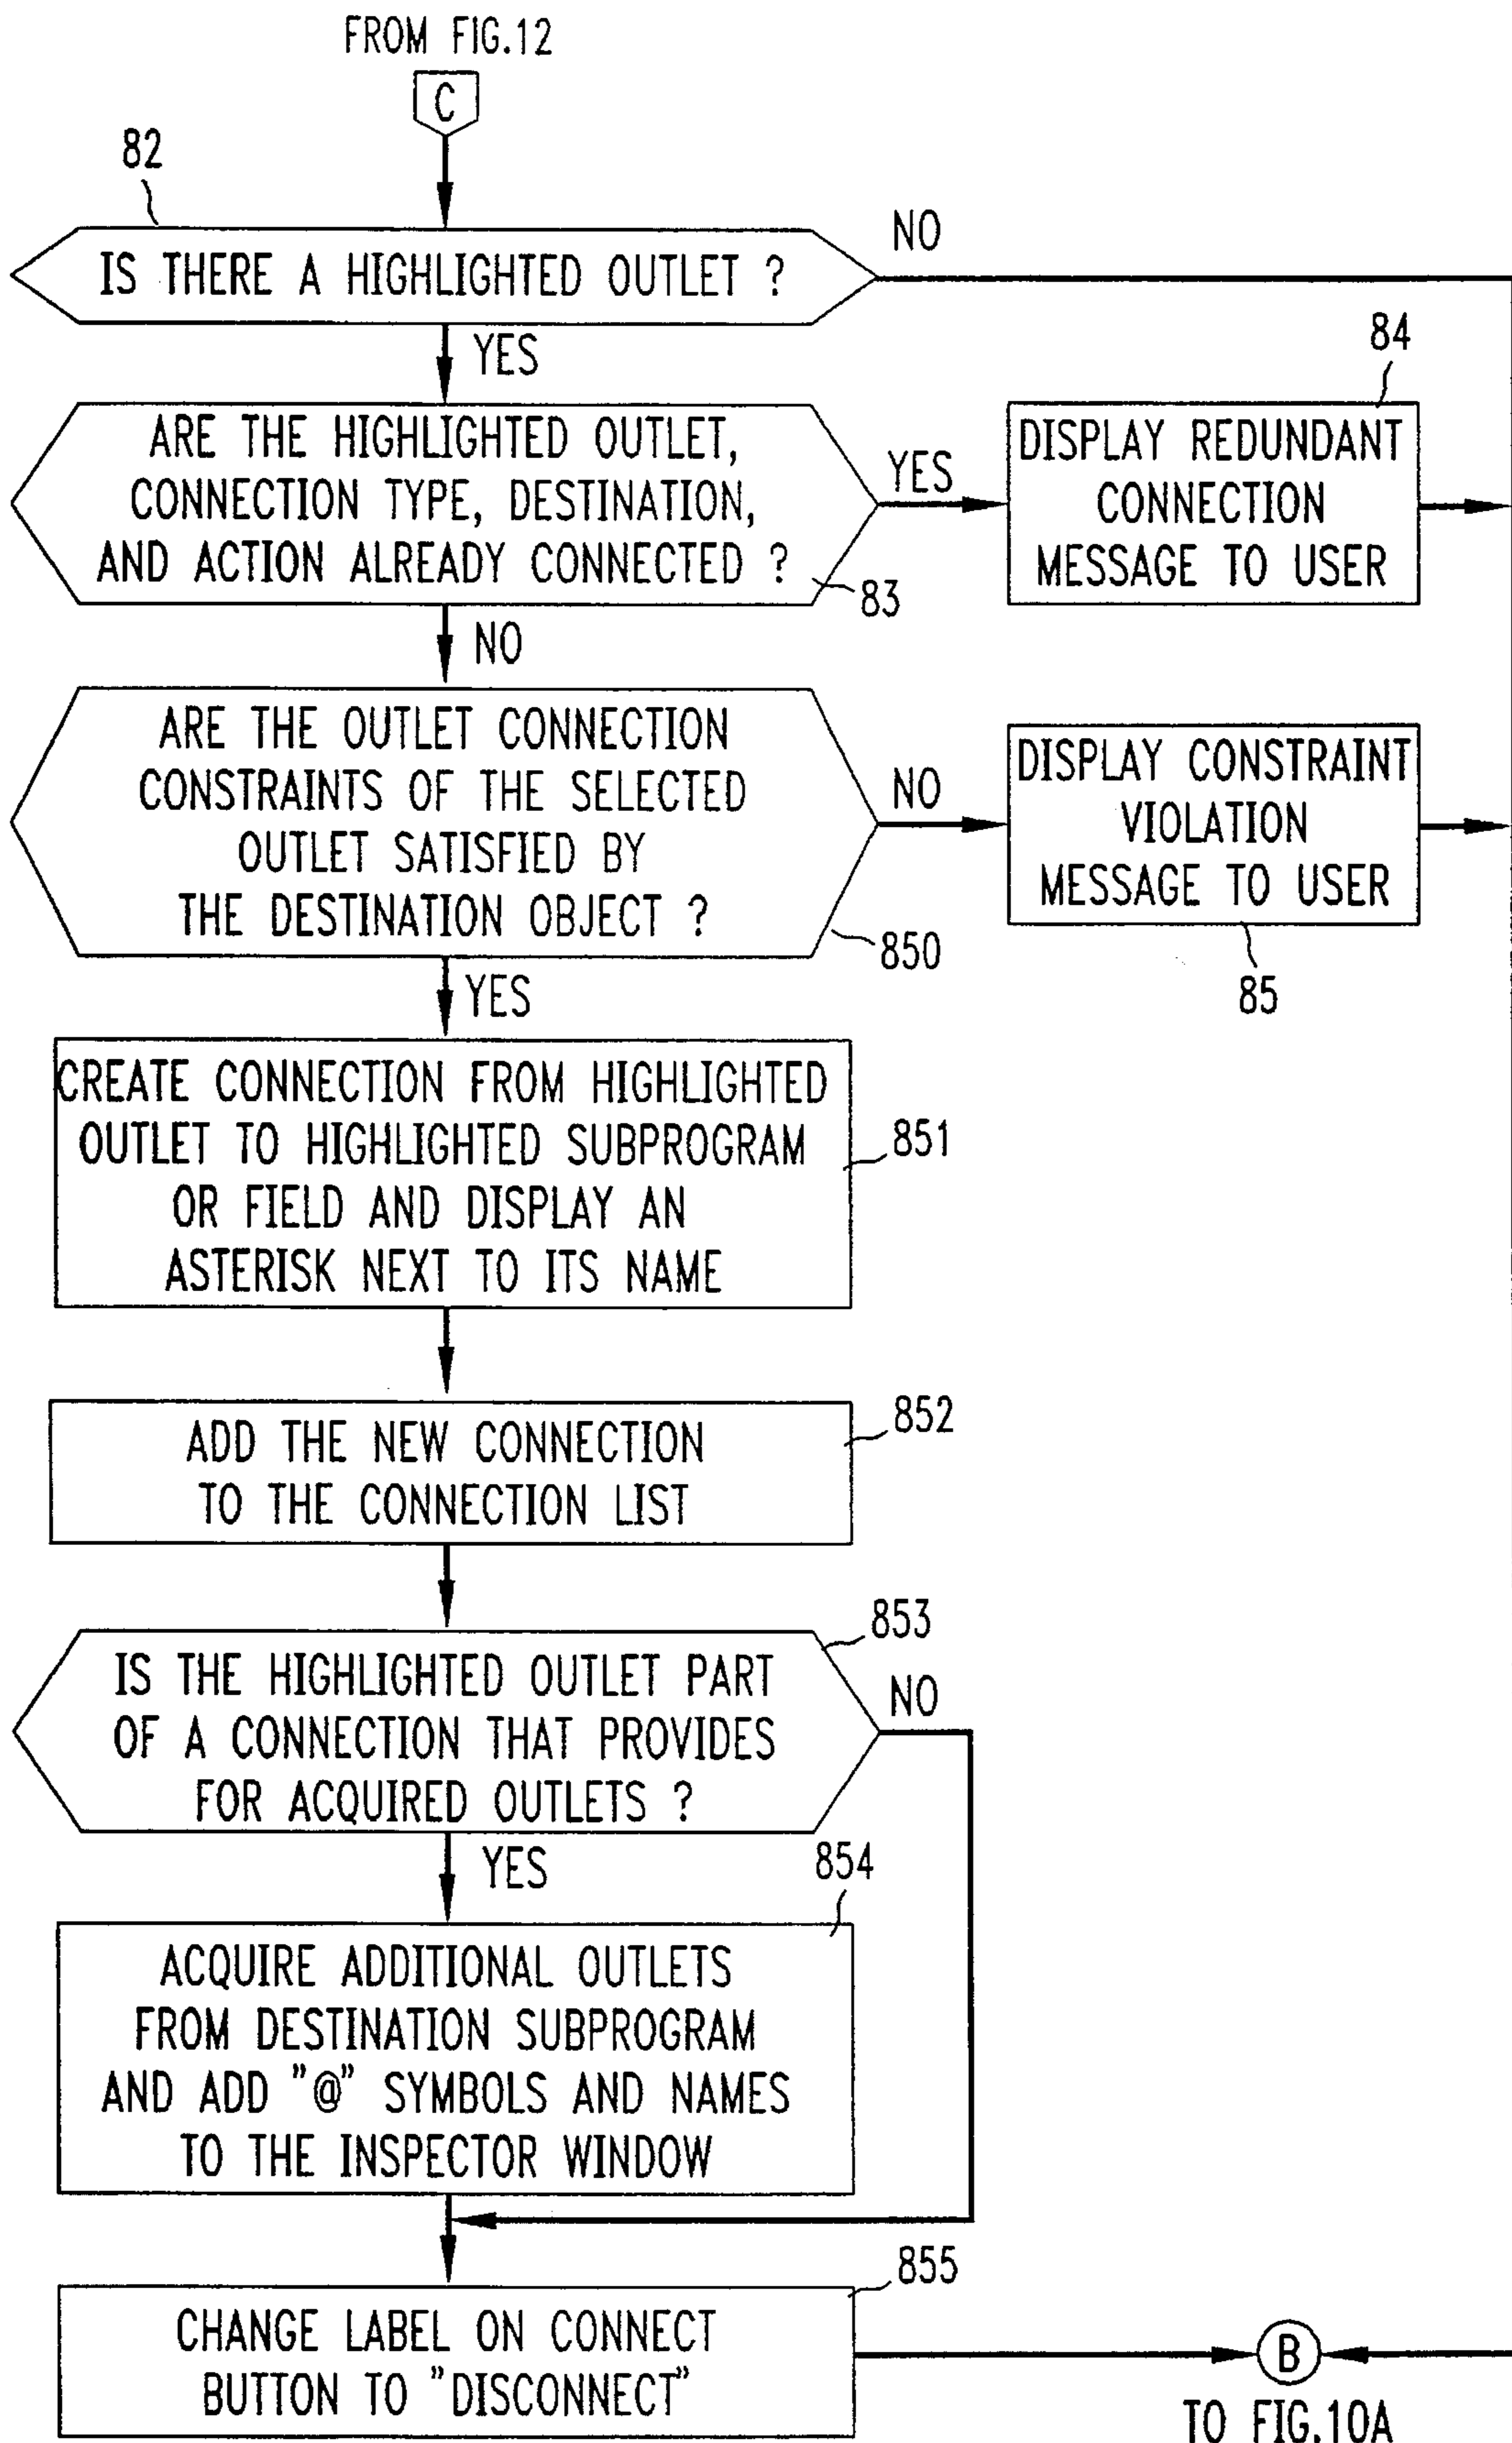 FROM FIG.12
C
82
IS THERE A HIGHLIGHTED OUTLET ?
NO
YES
84
ARE THE HIGHLIGHTED OUTLET,
CONNECTION TYPE, DESTINATION,
AND ACTION ALREADY CONNECTED ?
83
YES
DISPLAY REDUNDANT
CONNECTION
MESSAGE TO USER
NO
ARE THE OUTLET CONNECTION
CONSTRAINTS OF THE SELECTED
OUTLET SATISFIED BY
THE DESTINATION OBJECT ?
850
NO
DISPLAY CONSTRAINT
VIOLATION
MESSAGE TO USER
85
YES
CREATE CONNECTION FROM HIGHLIGHTED
OUTLET TO HIGHLIGHTED SUBPROGRAM
OR FIELD AND DISPLAY AN
ASTERISK NEXT TO ITS NAME
851
ADD THE NEW CONNECTION
TO THE CONNECTION LIST
852
853
IS THE HIGHLIGHTED OUTLET PART
OF A CONNECTION THAT PROVIDES
FOR ACQUIRED OUTLETS ?
NO
YES
854
ACQUIRE ADDITIONAL OUTLETS
FROM DESTINATION SUBPROGRAM
AND ADD "@" SYMBOLS AND NAMES
TO THE INSPECTOR WINDOW
855
CHANGE LABEL ON CONNECT
BUTTON TO "DISCONNECT"
B
TO FIG.10A